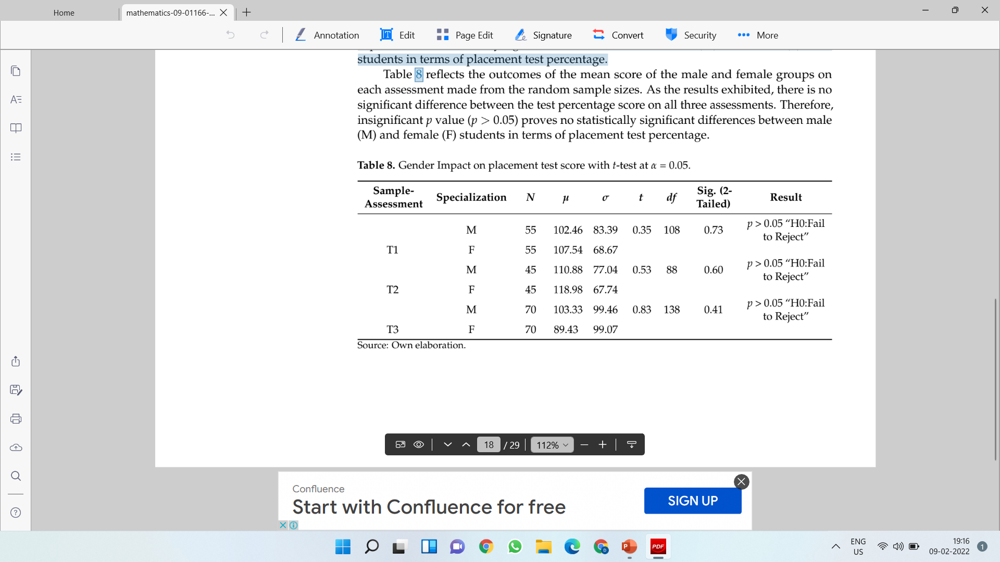 Home
mathematics-09-01166-...
Annotation
Edit
Page Edit
Signature
Convert
Security
More
students in terms of placement test percentage.
Table 8 reflects the outcomes of the mean score of the male and female groups on
each assessment made from the random sample sizes. As the results exhibited, there is no
significant difference between the test percentage score on all three assessments. Therefore,
insignificant p value (p > 0.05) proves no statistically significant differences between male
(M) and female (F) students in terms of placement test percentage.
Table 8. Gender Impact on placement test score with t-test at α = 0.05.
Sample-Assessment Specialization N μ σ t df Sig. (2-Tailed) Result
M 55 102.46 83.39 0.35 108 0.73 p > 0.05 “H0:Fail to Reject”
T1 F 55 107.54 68.67
M 45 110.88 77.04 0.53 88 0.60 p > 0.05 “H0:Fail to Reject”
T2 F 45 118.98 67.74
M 70 103.33 99.46 0.83 138 0.41 p > 0.05 “H0:Fail to Reject”
T3 F 70 89.43 99.07
Source: Own elaboration.
18 / 29 112%
Confluence
Start with Confluence for free
SIGN UP
PDF
ENG
US
19:16
09-02-2022
1